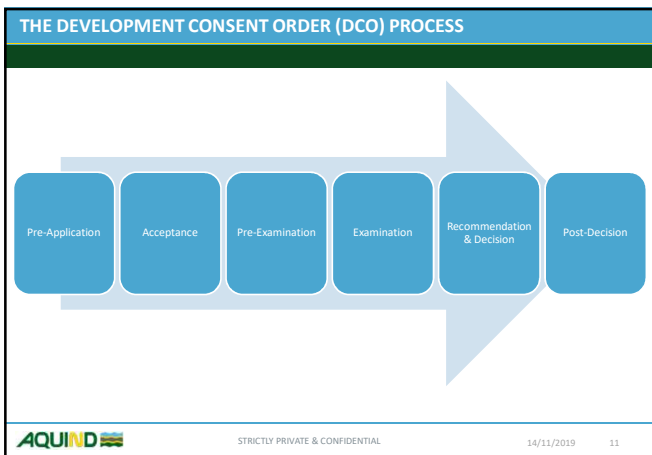 THE DEVELOPMENT CONSENT ORDER (DCO) PROCESS
Pre-Application
Acceptance
Pre-Examination
Examination
Recommendation
& Decision
Post-Decision
AQUIND
STRICTLY PRIVATE & CONFIDENTIAL
14/11/2019
11